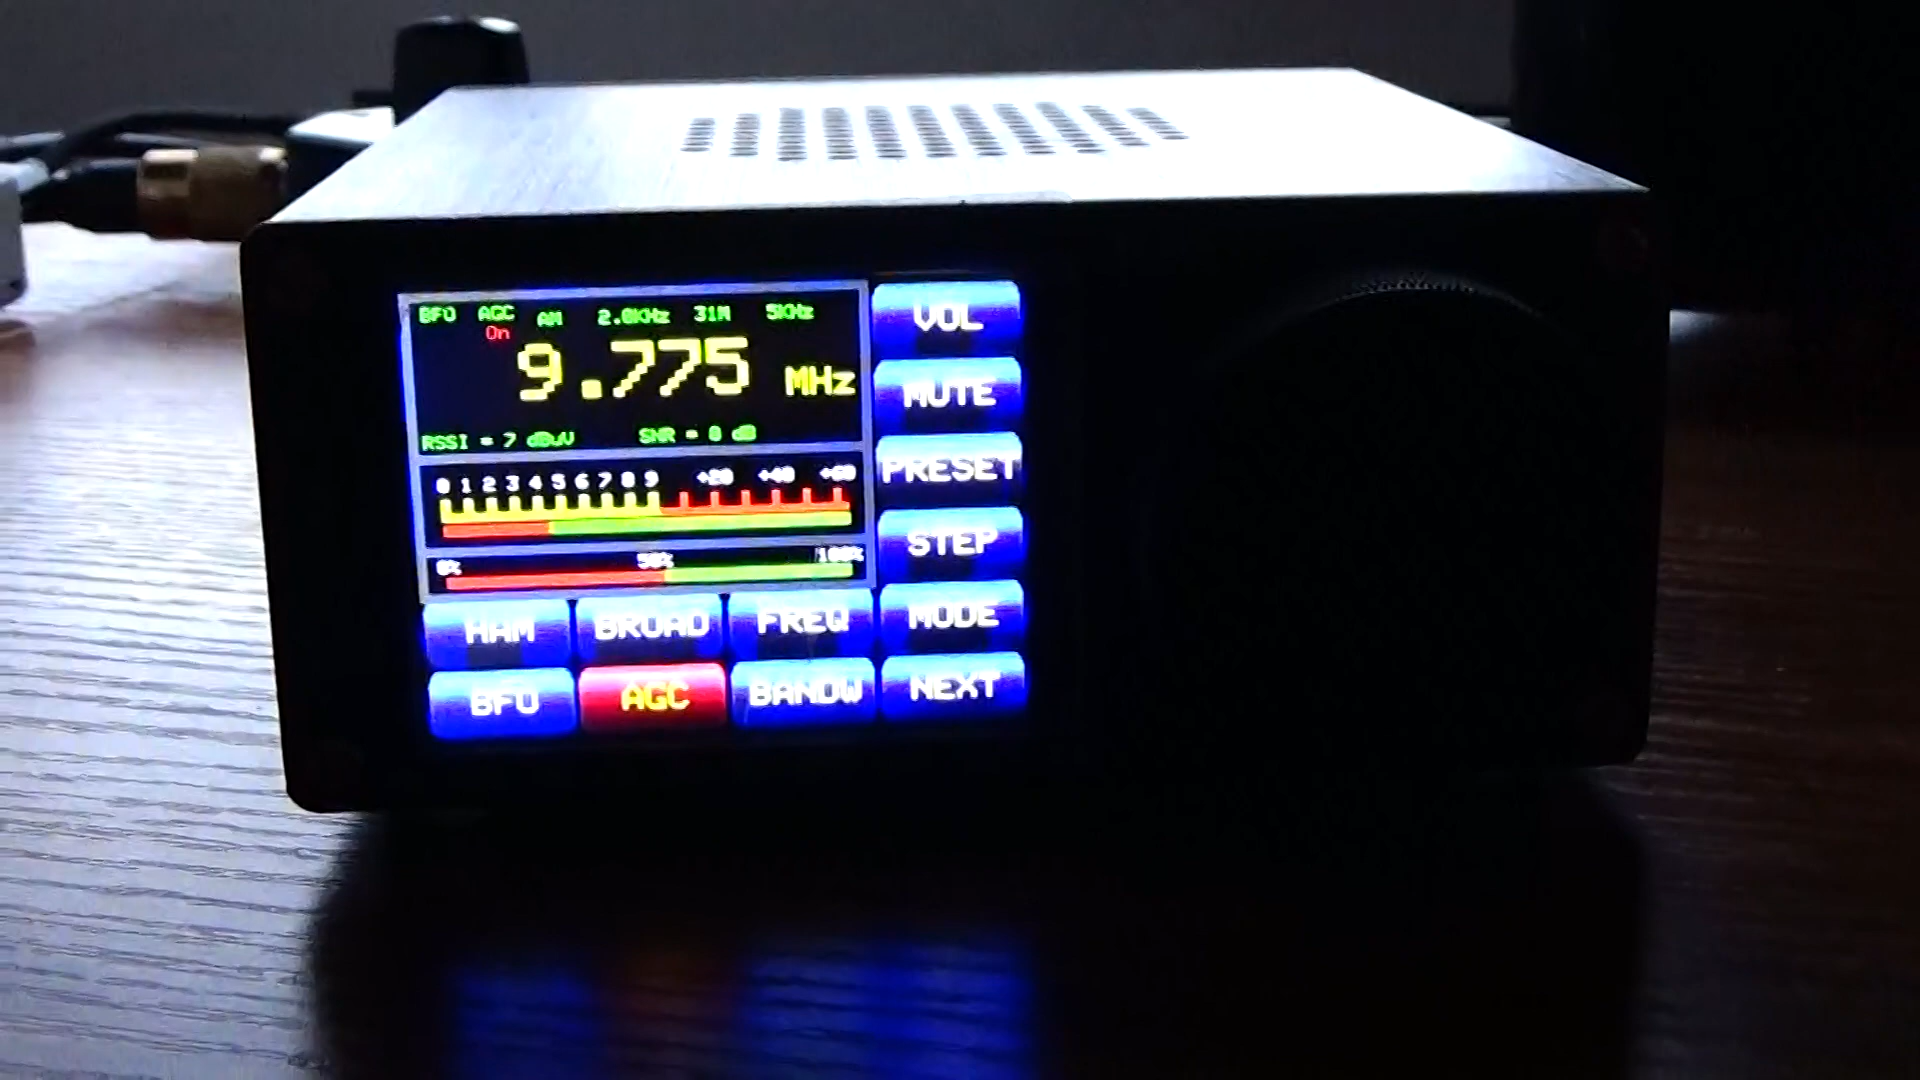 BFO AGC AM 2.0KHz 31M 5KHz
On
9.775 MHz
RSSI = 7 dBuV SNR = 0 dB
0 1 2 3 4 5 6 7 8 9 +20 +40 +60
0% 50% 100%
VOL
MUTE
PRESET
STEP
HAM BROAD FREQ MODE
BFO AGC BANDW NEXT